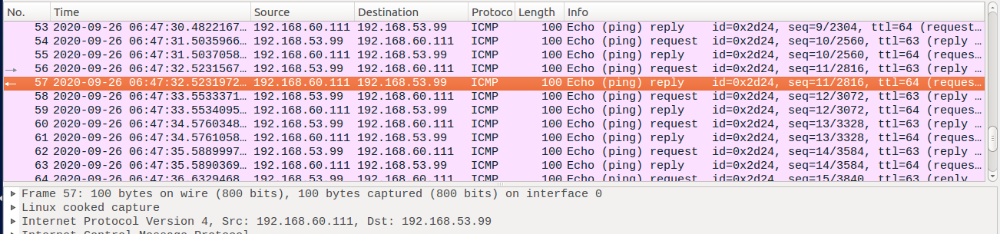 No. Time Source Destination Protoco Length Info
53 2020-09-26 06:47:30.4822167… 192.168.60.111 192.168.53.99 ICMP 100 Echo (ping) reply id=0x2d24, seq=9/2304, ttl=64 (request…
54 2020-09-26 06:47:31.5035966… 192.168.53.99 192.168.60.111 ICMP 100 Echo (ping) request id=0x2d24, seq=10/2560, ttl=63 (reply …
55 2020-09-26 06:47:31.5037058… 192.168.60.111 192.168.53.99 ICMP 100 Echo (ping) reply id=0x2d24, seq=10/2560, ttl=64 (reques…
56 2020-09-26 06:47:32.5231567… 192.168.53.99 192.168.60.111 ICMP 100 Echo (ping) request id=0x2d24, seq=11/2816, ttl=63 (reply …
57 2020-09-26 06:47:32.5231972… 192.168.60.111 192.168.53.99 ICMP 100 Echo (ping) reply id=0x2d24, seq=11/2816, ttl=64 (reques…
58 2020-09-26 06:47:33.5533371… 192.168.53.99 192.168.60.111 ICMP 100 Echo (ping) request id=0x2d24, seq=12/3072, ttl=63 (reply …
59 2020-09-26 06:47:33.5534095… 192.168.60.111 192.168.53.99 ICMP 100 Echo (ping) reply id=0x2d24, seq=12/3072, ttl=64 (reques…
60 2020-09-26 06:47:34.5760348… 192.168.53.99 192.168.60.111 ICMP 100 Echo (ping) request id=0x2d24, seq=13/3328, ttl=63 (reply …
61 2020-09-26 06:47:34.5761058… 192.168.60.111 192.168.53.99 ICMP 100 Echo (ping) reply id=0x2d24, seq=13/3328, ttl=64 (reques…
62 2020-09-26 06:47:35.5889997… 192.168.53.99 192.168.60.111 ICMP 100 Echo (ping) request id=0x2d24, seq=14/3584, ttl=63 (reply …
63 2020-09-26 06:47:35.5890369… 192.168.60.111 192.168.53.99 ICMP 100 Echo (ping) reply id=0x2d24, seq=14/3584, ttl=64 (reques…
64 2020-09-26 06:47:36.6329468… 192.168.53.99 192.168.60.111 ICMP 100 Echo (ping) request id=0x2d24, seq=15/3840, ttl=63 (reply …
Frame 57: 100 bytes on wire (800 bits), 100 bytes captured (800 bits) on interface 0
Linux cooked capture
Internet Protocol Version 4, Src: 192.168.60.111, Dst: 192.168.53.99
Internet Control Message Protocol